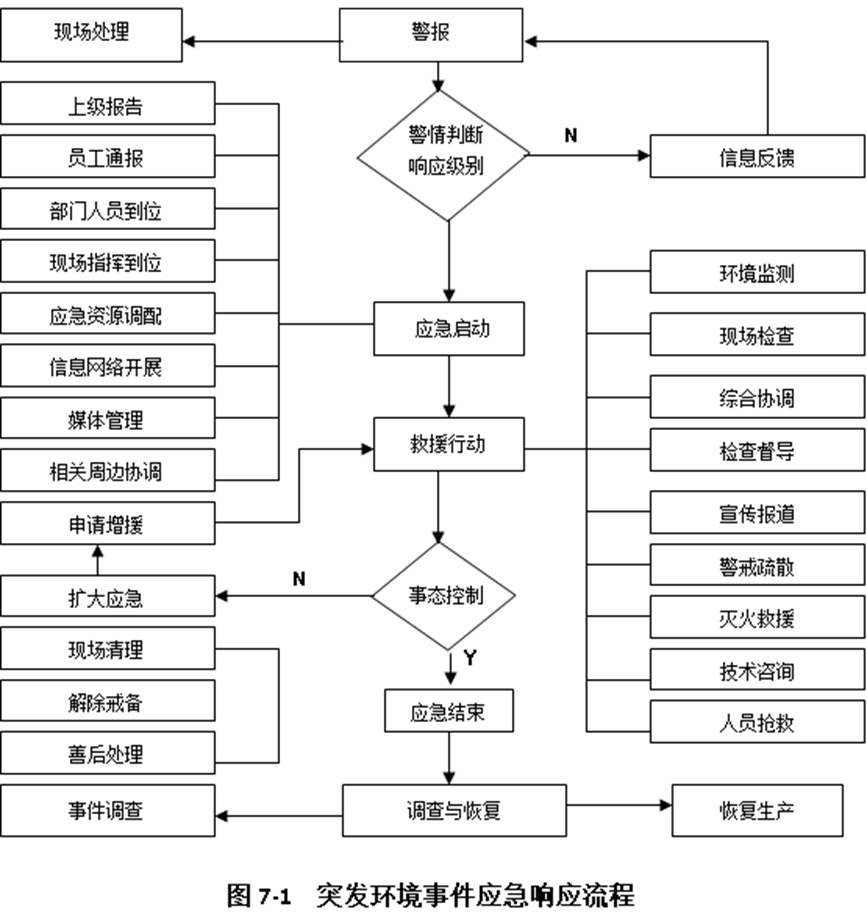 现场处理
警报
上级报告
警情判断
响应级别
N
信息反馈
员工通报
部门人员到位
现场指挥到位
环境监测
应急资源调配
应急启动
现场检查
信息网络开展
综合协调
媒体管理
救援行动
检查督导
相关周边协调
申请增援
宣传报道
警戒疏散
扩大应急
N
事态控制
灭火救援
现场清理
Y
技术咨询
解除戒备
应急结束
人员抢救
善后处理
事件调查
调查与恢复
恢复生产
图 7-1 突发环境事件应急响应流程